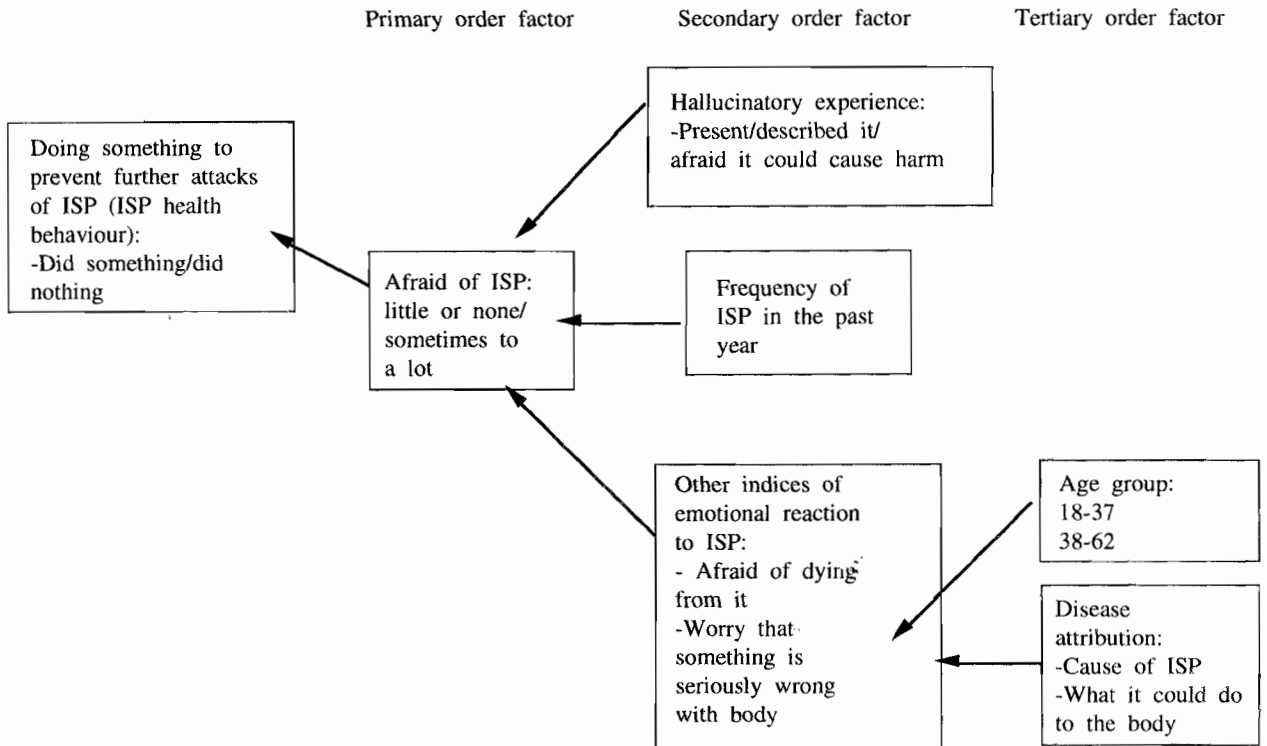 Primary order factor
Secondary order factor
Tertiary order factor
Doing something to
prevent further attacks
of ISP (ISP health
behaviour):
-Did something/did
nothing
Afraid of ISP:
little or none/
sometimes to
a lot
Hallucinatory experience:
-Present/described it/
afraid it could cause harm
Frequency of
ISP in the past
year
Other indices of
emotional reaction
to ISP:
- Afraid of dying
from it
-Worry that
something is
seriously wrong
with body
Age group:
18-37
38-62
Disease
attribution:
-Cause of ISP
-What it could do
to the body